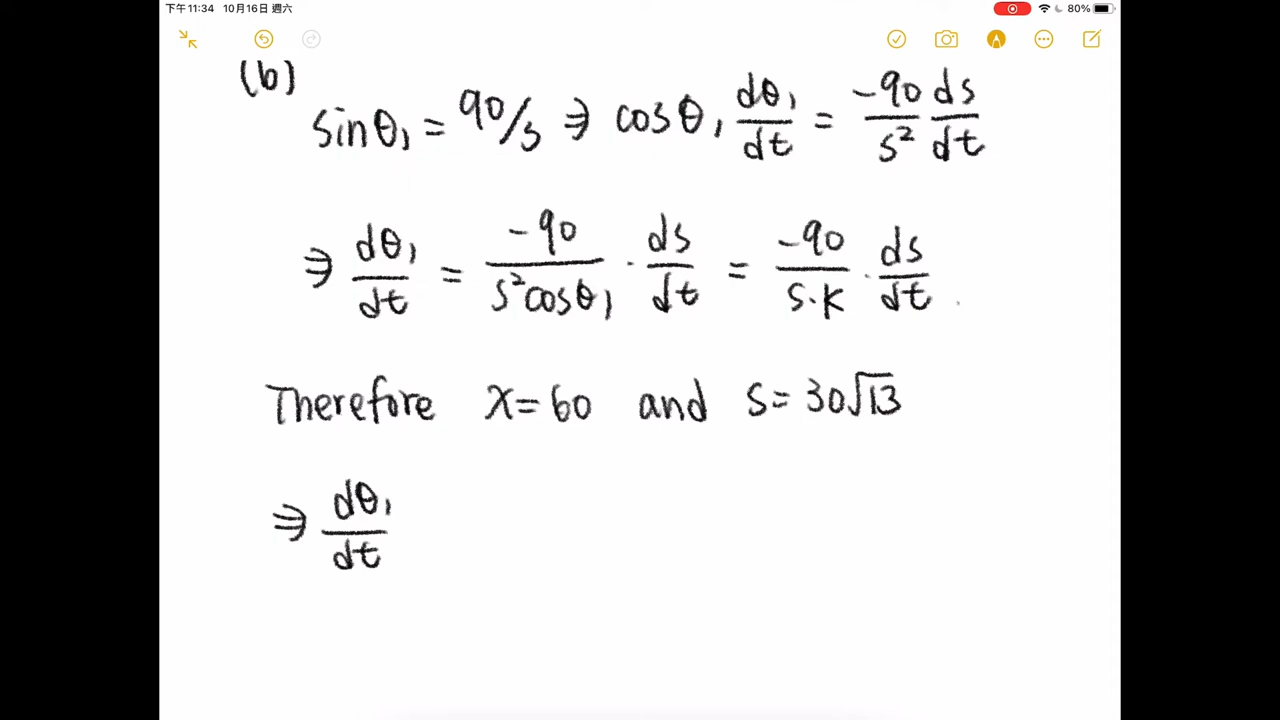 下午11:34 10月16日 週六 80%
(b)
sinθ₁ = 90/s ⇒ cosθ₁ dθ₁/dt = -90/s² ds/dt
⇒ dθ₁/dt = -90/(s²cosθ₁) · ds/dt = -90/(s·K) · ds/dt .
Therefore x=60 and s=30√13
⇒ dθ₁/dt